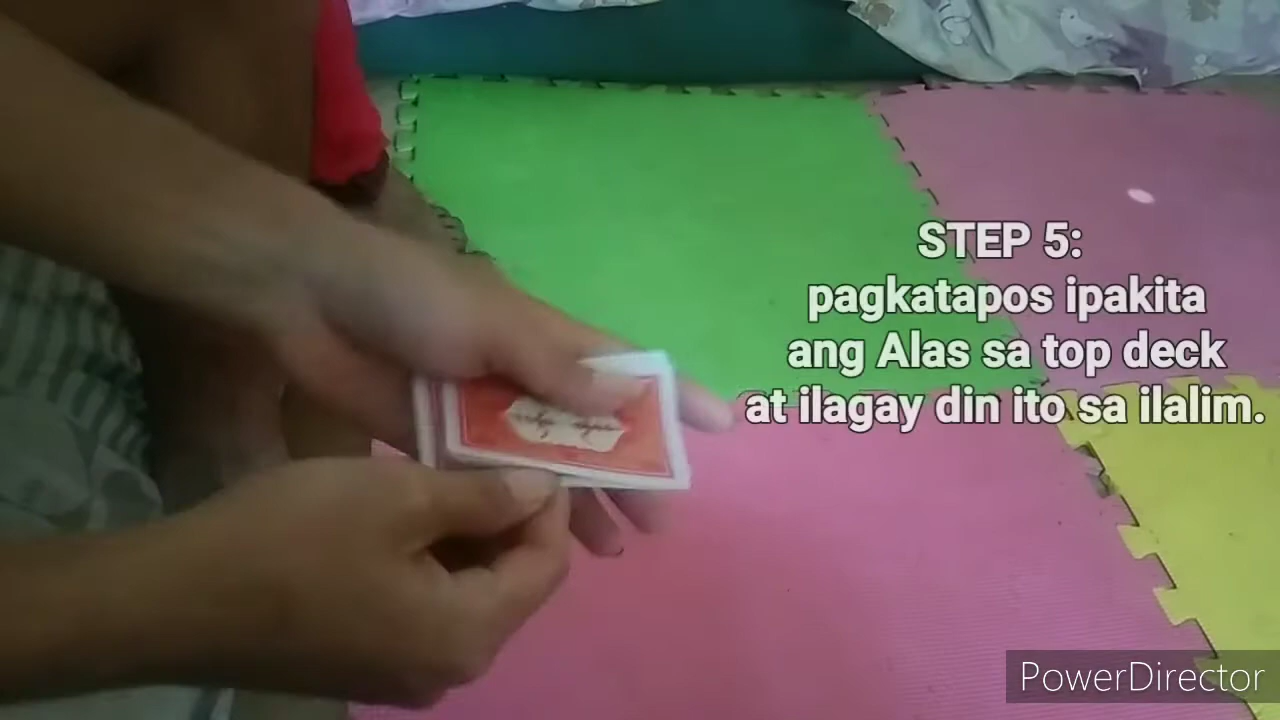 STEP 5:
pagkatapos ipakita
ang Alas sa top deck
at ilagay din ito sa ilalim.
PowerDirector